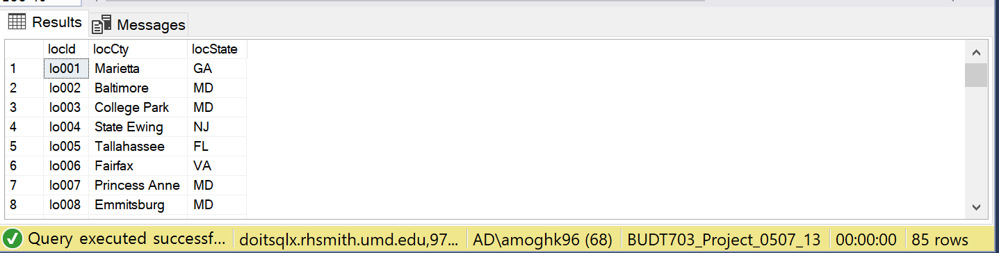 Results Messages
locId locCty locState
1 lo001 Marietta GA
2 lo002 Baltimore MD
3 lo003 College Park MD
4 lo004 State Ewing NJ
5 lo005 Tallahassee FL
6 lo006 Fairfax VA
7 lo007 Princess Anne MD
8 lo008 Emmitsburg MD
Query executed successf... doitsqlx.rhsmith.umd.edu,97... AD\amoghk96 (68) BUDT703_Project_0507_13 00:00:00 85 rows